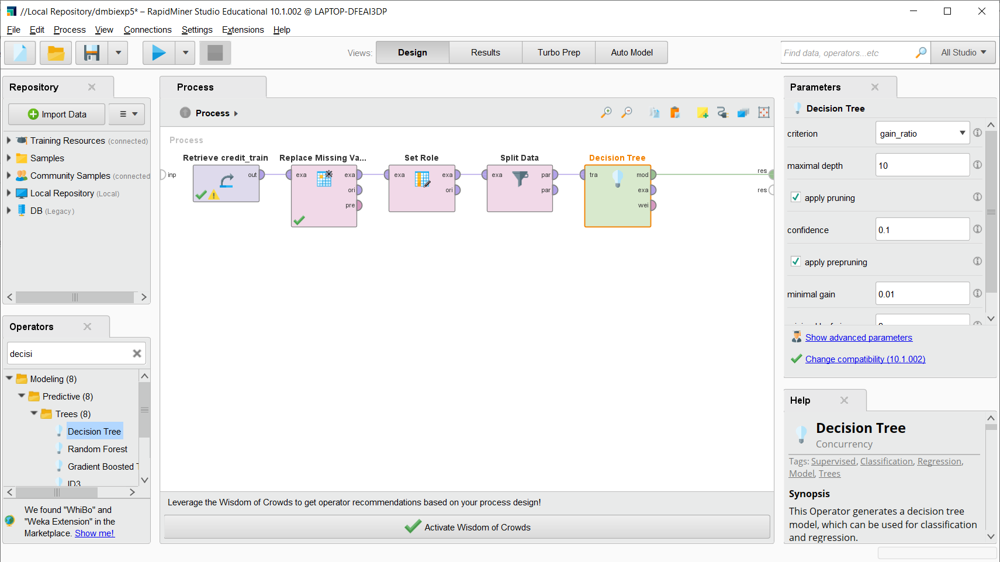 //Local Repository/dmbiexp5* – RapidMiner Studio Educational 10.1.002 @ LAPTOP-DFEAI3DP
File Edit Process View Connections Settings Extensions Help
Views: Design Results Turbo Prep Auto Model
Find data, operators...etc
All Studio
Repository
Import Data
Training Resources (connected)
Samples
Community Samples (connected
Local Repository (Local)
DB (Legacy)
Operators
decisi
Modeling (8)
Predictive (8)
Trees (8)
Decision Tree
Random Forest
Gradient Boosted
ID3
We found "WhiBo" and
"Weka Extension" in the
Marketplace. Show me!
Process
Process
Process
Retrieve credit_train Replace Missing Va... Set Role Split Data Decision Tree
inp out exa exa exa exa exa par tra mod res
ori ori par exa res
pre wei
Leverage the Wisdom of Crowds to get operator recommendations based on your process design!
Activate Wisdom of Crowds
Parameters
Decision Tree
criterion gain_ratio
maximal depth 10
apply pruning
confidence 0.1
apply prepruning
minimal gain 0.01
Show advanced parameters
Change compatibility (10.1.002)
Help
Decision Tree
Concurrency
Tags: Supervised, Classification, Regression,
Model, Trees
Synopsis
This Operator generates a decision tree
model, which can be used for classification
and regression.